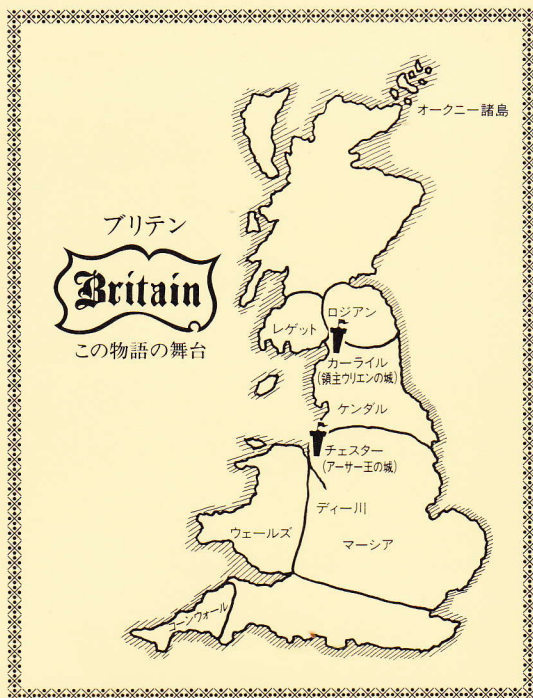 オークニー諸島
ブリテン
Britain
この物語の舞台
ロジアン
レゲット
カーライル
(領主ウリエンの城)
ケンダル
チェスター
(アーサー王の城)
ディー川
ウェールズ
マーシア
コーンウォール